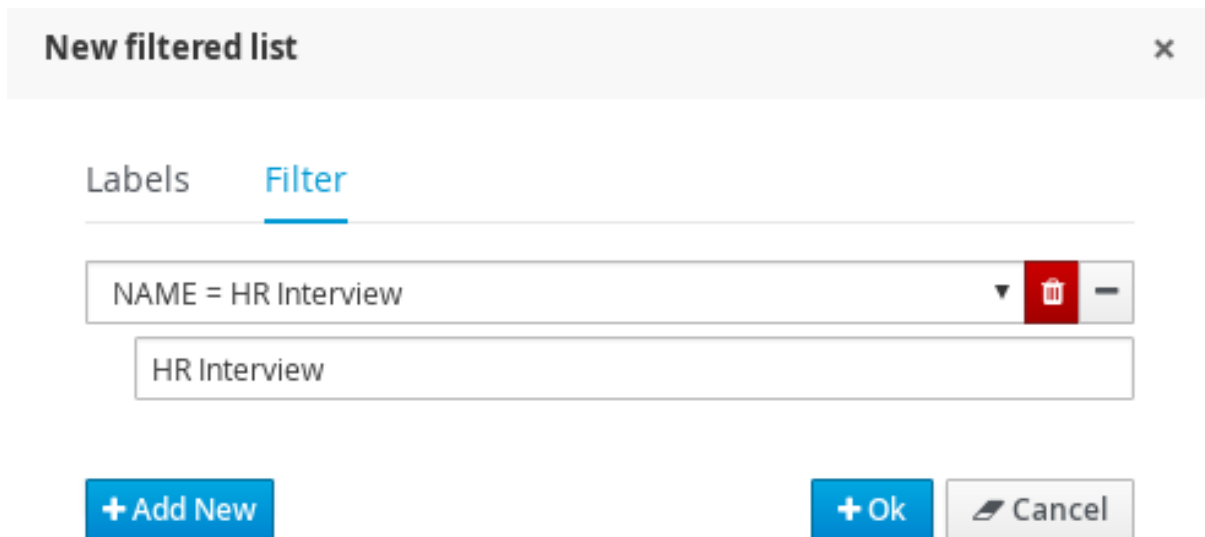 New filtered list ×
Labels Filter
NAME = HR Interview
HR Interview
+ Add New + Ok Cancel